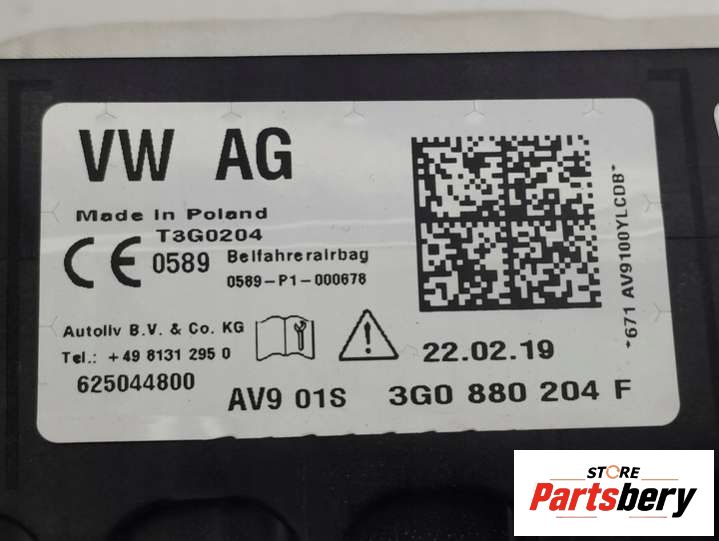 VW AG
Made in Poland
T3G0204
CE 0589 Beifahrerairbag
0589-P1-000678
Autoliv B.V. & Co. KG
Tel.: +49 8131 295 0
625044800
22.02.19
AV9 01S 3G0 880 204 F
*671 AV9100YLCDB*
STORE
Partsbery